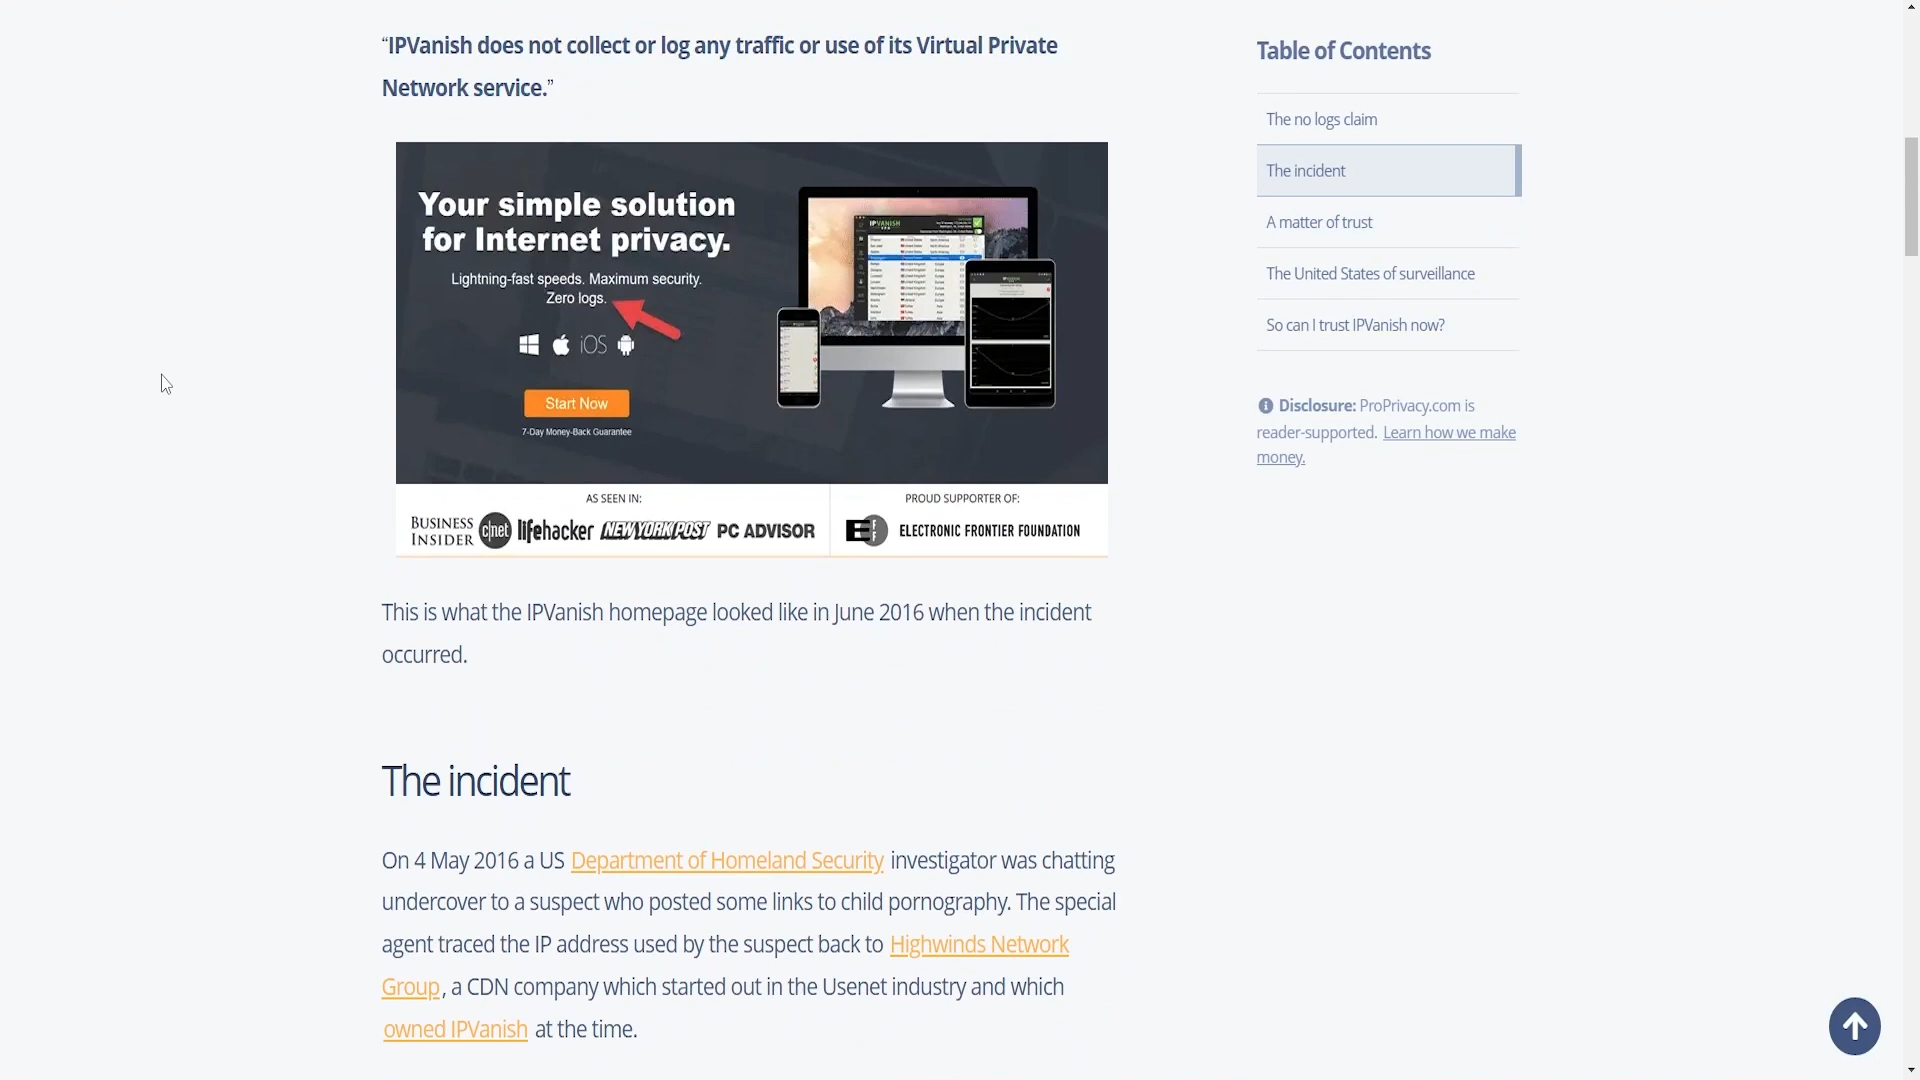 “IPVanish does not collect or log any traffic or use of its Virtual Private
Network service.”
Your simple solution
for Internet privacy.
Lightning-fast speeds. Maximum security.
Zero logs.
iOS
Start Now
7-Day Money-Back Guarantee
IPVANISH
AS SEEN IN:
BUSINESS
INSIDER
c|net
lifehacker
NEW YORK POST
PC ADVISOR
PROUD SUPPORTER OF:
EFF
ELECTRONIC FRONTIER FOUNDATION
This is what the IPVanish homepage looked like in June 2016 when the incident
occurred.
The incident
On 4 May 2016 a US Department of Homeland Security investigator was chatting
undercover to a suspect who posted some links to child pornography. The special
agent traced the IP address used by the suspect back to Highwinds Network
Group, a CDN company which started out in the Usenet industry and which
owned IPVanish at the time.
Table of Contents
The no logs claim
The incident
A matter of trust
The United States of surveillance
So can I trust IPVanish now?
Disclosure: ProPrivacy.com is
reader-supported. Learn how we make
money.